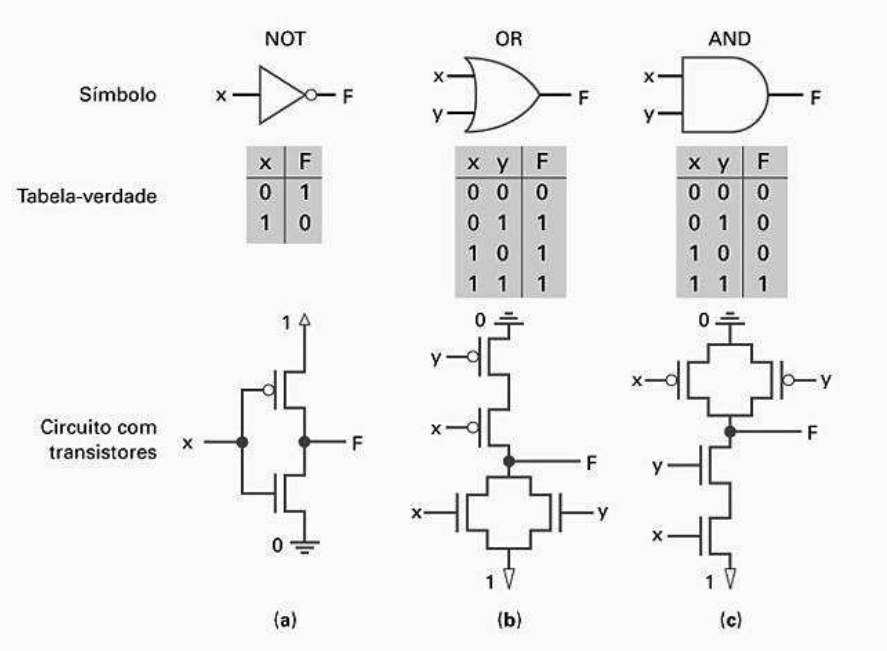 NOT OR AND
Símbolo x F x y F x y F
x F x y F x y F
Tabela-verdade
0 1 0 0 0 0 0 0
1 0 0 1 1 0 1 0
1 0 1 1 0 0
1 1 1 1 1 1
1 0 0
y x y
x F
Circuito com
transistores
x F x F y
x y x
0 1 1
(a) (b) (c)